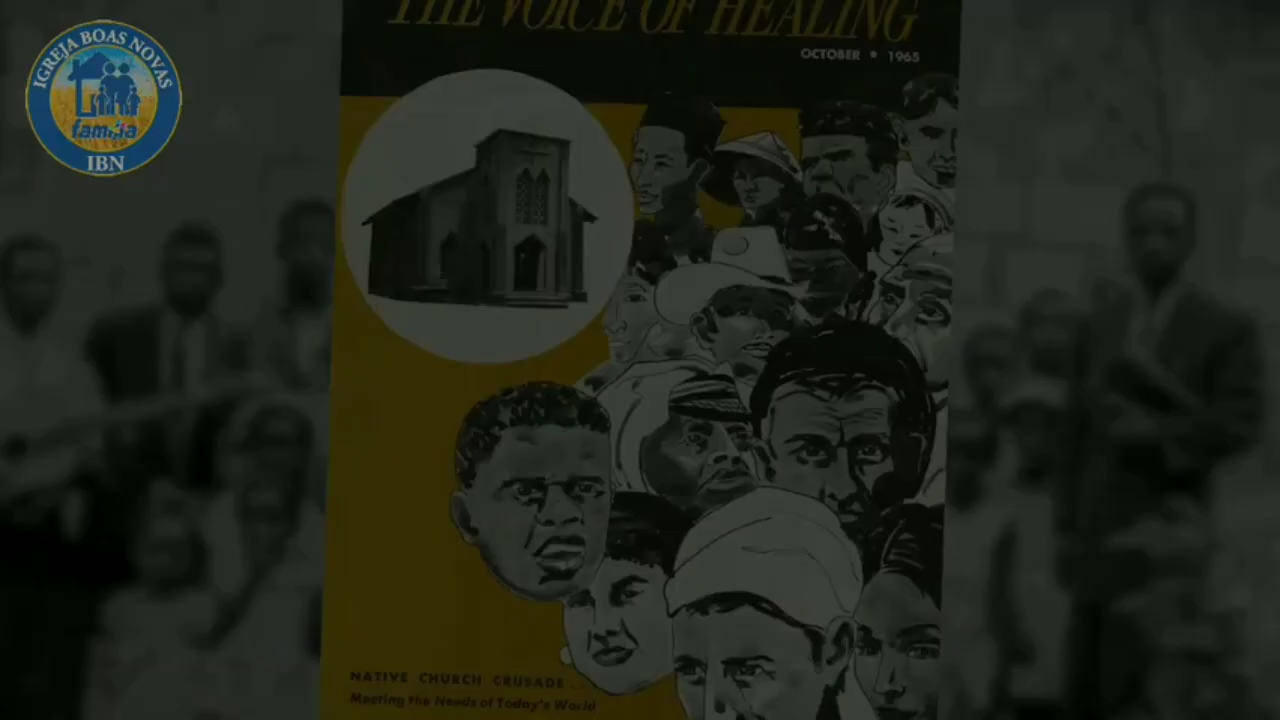 IGREJA BOAS NOVAS
família
IBN
THE VOICE OF HEALING
OCTOBER * 1965
NATIVE CHURCH CRUSADE...
Meeting the Needs of Today's World